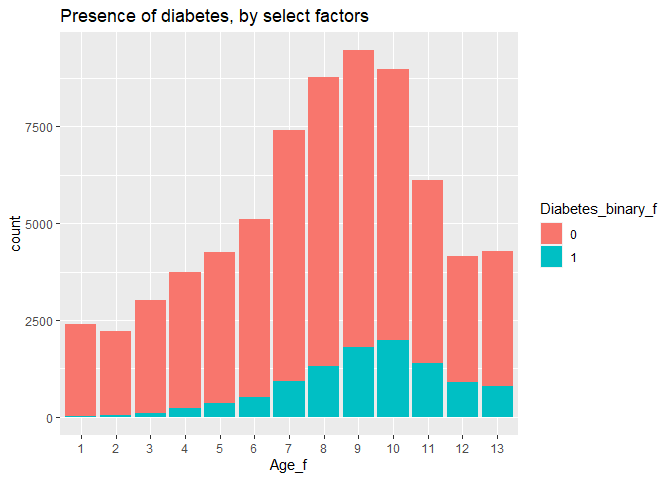 Presence of diabetes, by select factors
7500
5000
2500
0
count
1 2 3 4 5 6 7 8 9 10 11 12 13
Age_f
Diabetes_binary_f
0
1